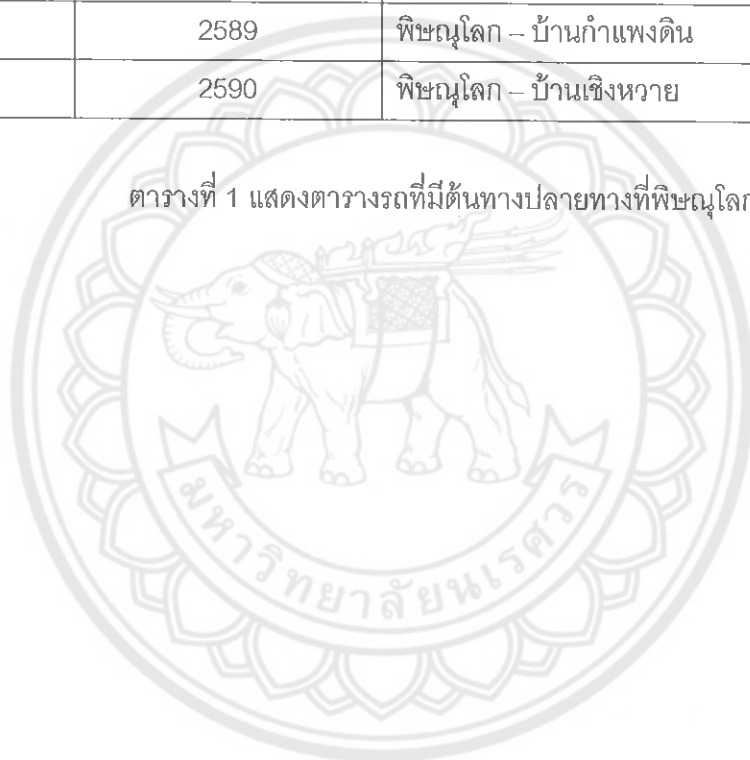 2589 พิษณุโลก – บ้านกำแพงดิน
2590 พิษณุโลก – บ้านเชิงหวาย
ตารางที่ 1 แสดงตารางรถที่มีต้นทางปลายทางที่พิษณุโลก
มหาวิทยาลัยนเรศวร